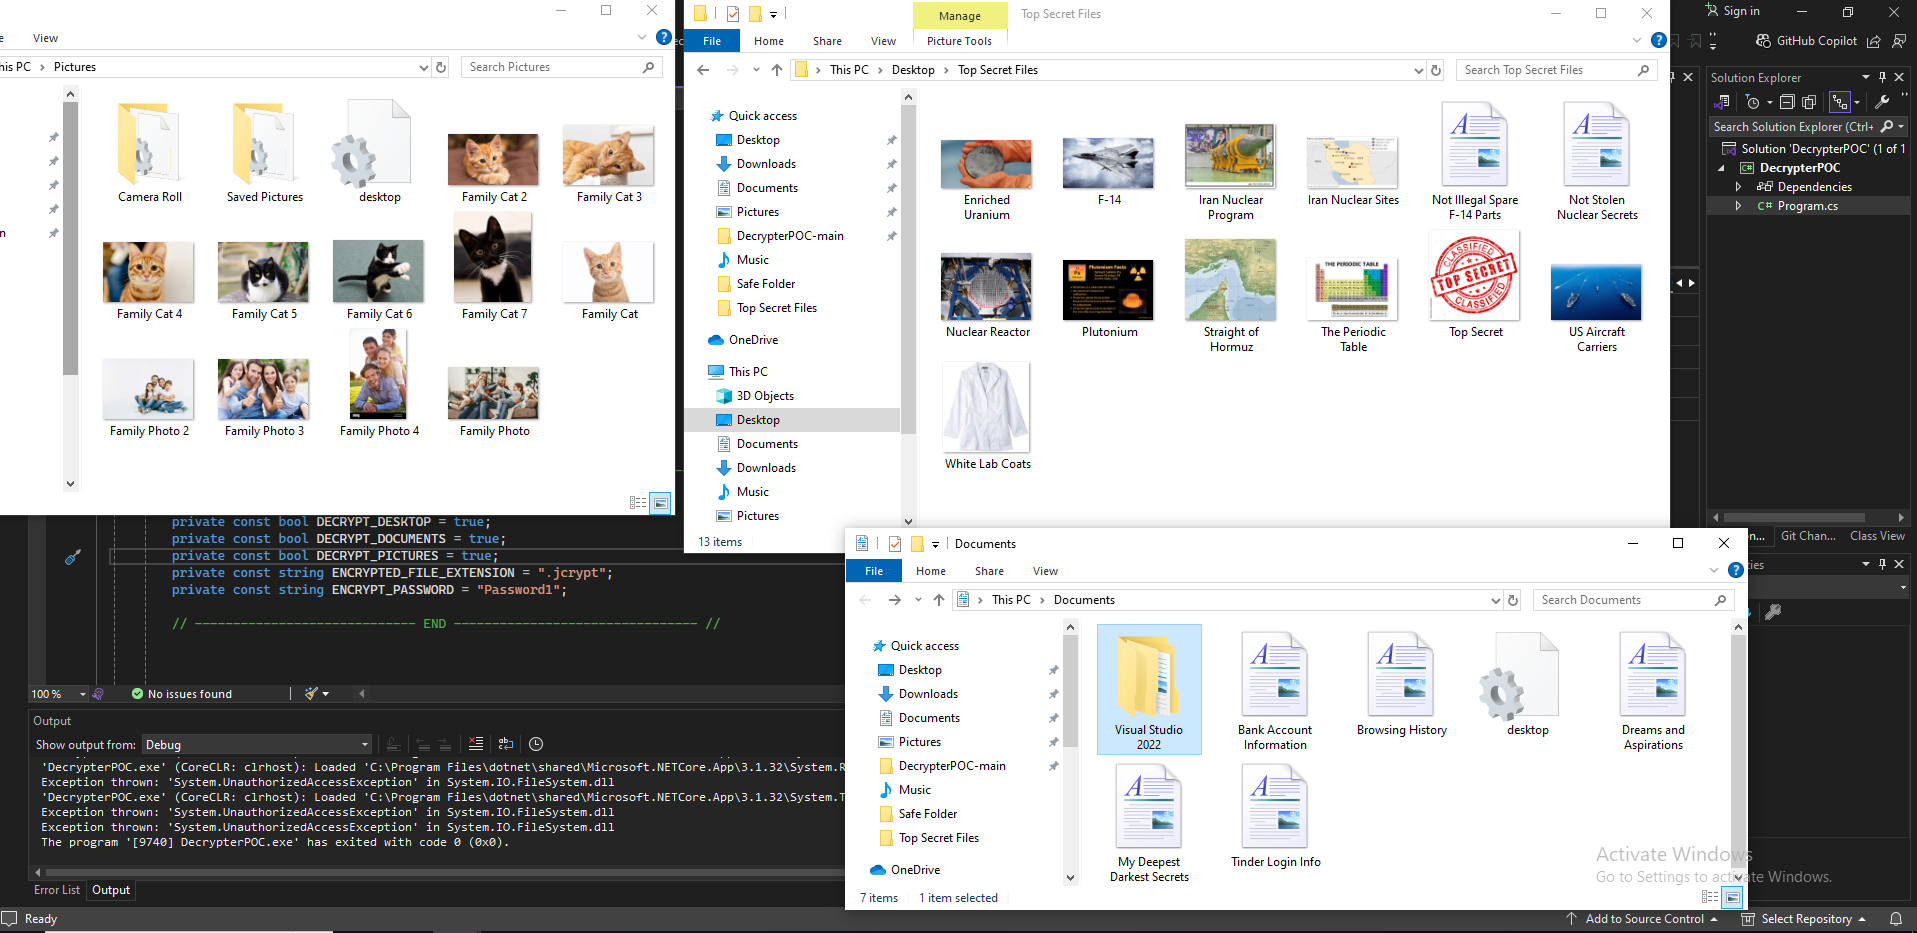 View
his PC > Pictures
Search Pictures
Camera Roll
Saved Pictures
desktop
Family Cat 2
Family Cat 3
Family Cat 4
Family Cat 5
Family Cat 6
Family Cat 7
Family Cat
Family Photo 2
Family Photo 3
Family Photo 4
Family Photo
Manage
Top Secret Files
File
Home
Share
View
Picture Tools
> This PC > Desktop > Top Secret Files
Search Top Secret Files
Quick access
Desktop
Downloads
Documents
Pictures
DecrypterPOC-main
Music
Safe Folder
Top Secret Files
OneDrive
This PC
3D Objects
Desktop
Documents
Downloads
Music
Pictures
13 items
Enriched
Uranium
F-14
Iran Nuclear
Program
Iran Nuclear Sites
Not Illegal Spare
F-14 Parts
Not Stolen
Nuclear Secrets
Nuclear Reactor
Plutonium Facts
Plutonium
Straight of
Hormuz
THE PERIODIC TABLE
The Periodic
Table
CLASSIFIED
TOP SECRET
CLASSIFIED
Top Secret
US Aircraft
Carriers
White Lab Coats
Sign in
GitHub Copilot
Solution Explorer
Search Solution Explorer (Ctrl+
Solution 'DecrypterPOC' (1 of 1
DecrypterPOC
Dependencies
C# Program.cs
Git Chan...
Class View
private const bool DECRYPT_DESKTOP = true;
private const bool DECRYPT_DOCUMENTS = true;
private const bool DECRYPT_PICTURES = true;
private const string ENCRYPTED_FILE_EXTENSION = ".jcrypt";
private const string ENCRYPT_PASSWORD = "Password1";
// ----------------------------- END -------------------------------- //
100 %
No issues found
Output
Show output from: Debug
'DecrypterPOC.exe' (CoreCLR: clrhost): Loaded 'C:\Program Files\dotnet\shared\Microsoft.NETCore.App\3.1.32\System.R
Exception thrown: 'System.UnauthorizedAccessException' in System.IO.FileSystem.dll
'DecrypterPOC.exe' (CoreCLR: clrhost): Loaded 'C:\Program Files\dotnet\shared\Microsoft.NETCore.App\3.1.32\System.T
Exception thrown: 'System.UnauthorizedAccessException' in System.IO.FileSystem.dll
Exception thrown: 'System.UnauthorizedAccessException' in System.IO.FileSystem.dll
The program '[9740] DecrypterPOC.exe' has exited with code 0 (0x0).
Error List
Output
Ready
Documents
File
Home
Share
View
> This PC > Documents
Search Documents
Quick access
Desktop
Downloads
Documents
Pictures
DecrypterPOC-main
Music
Safe Folder
Top Secret Files
OneDrive
7 items
1 item selected
Visual Studio
2022
Bank Account
Information
Browsing History
desktop
Dreams and
Aspirations
My Deepest
Darkest Secrets
Tinder Login Info
Activate Windows
Go to Settings to activate Windows.
Add to Source Control
Select Repository